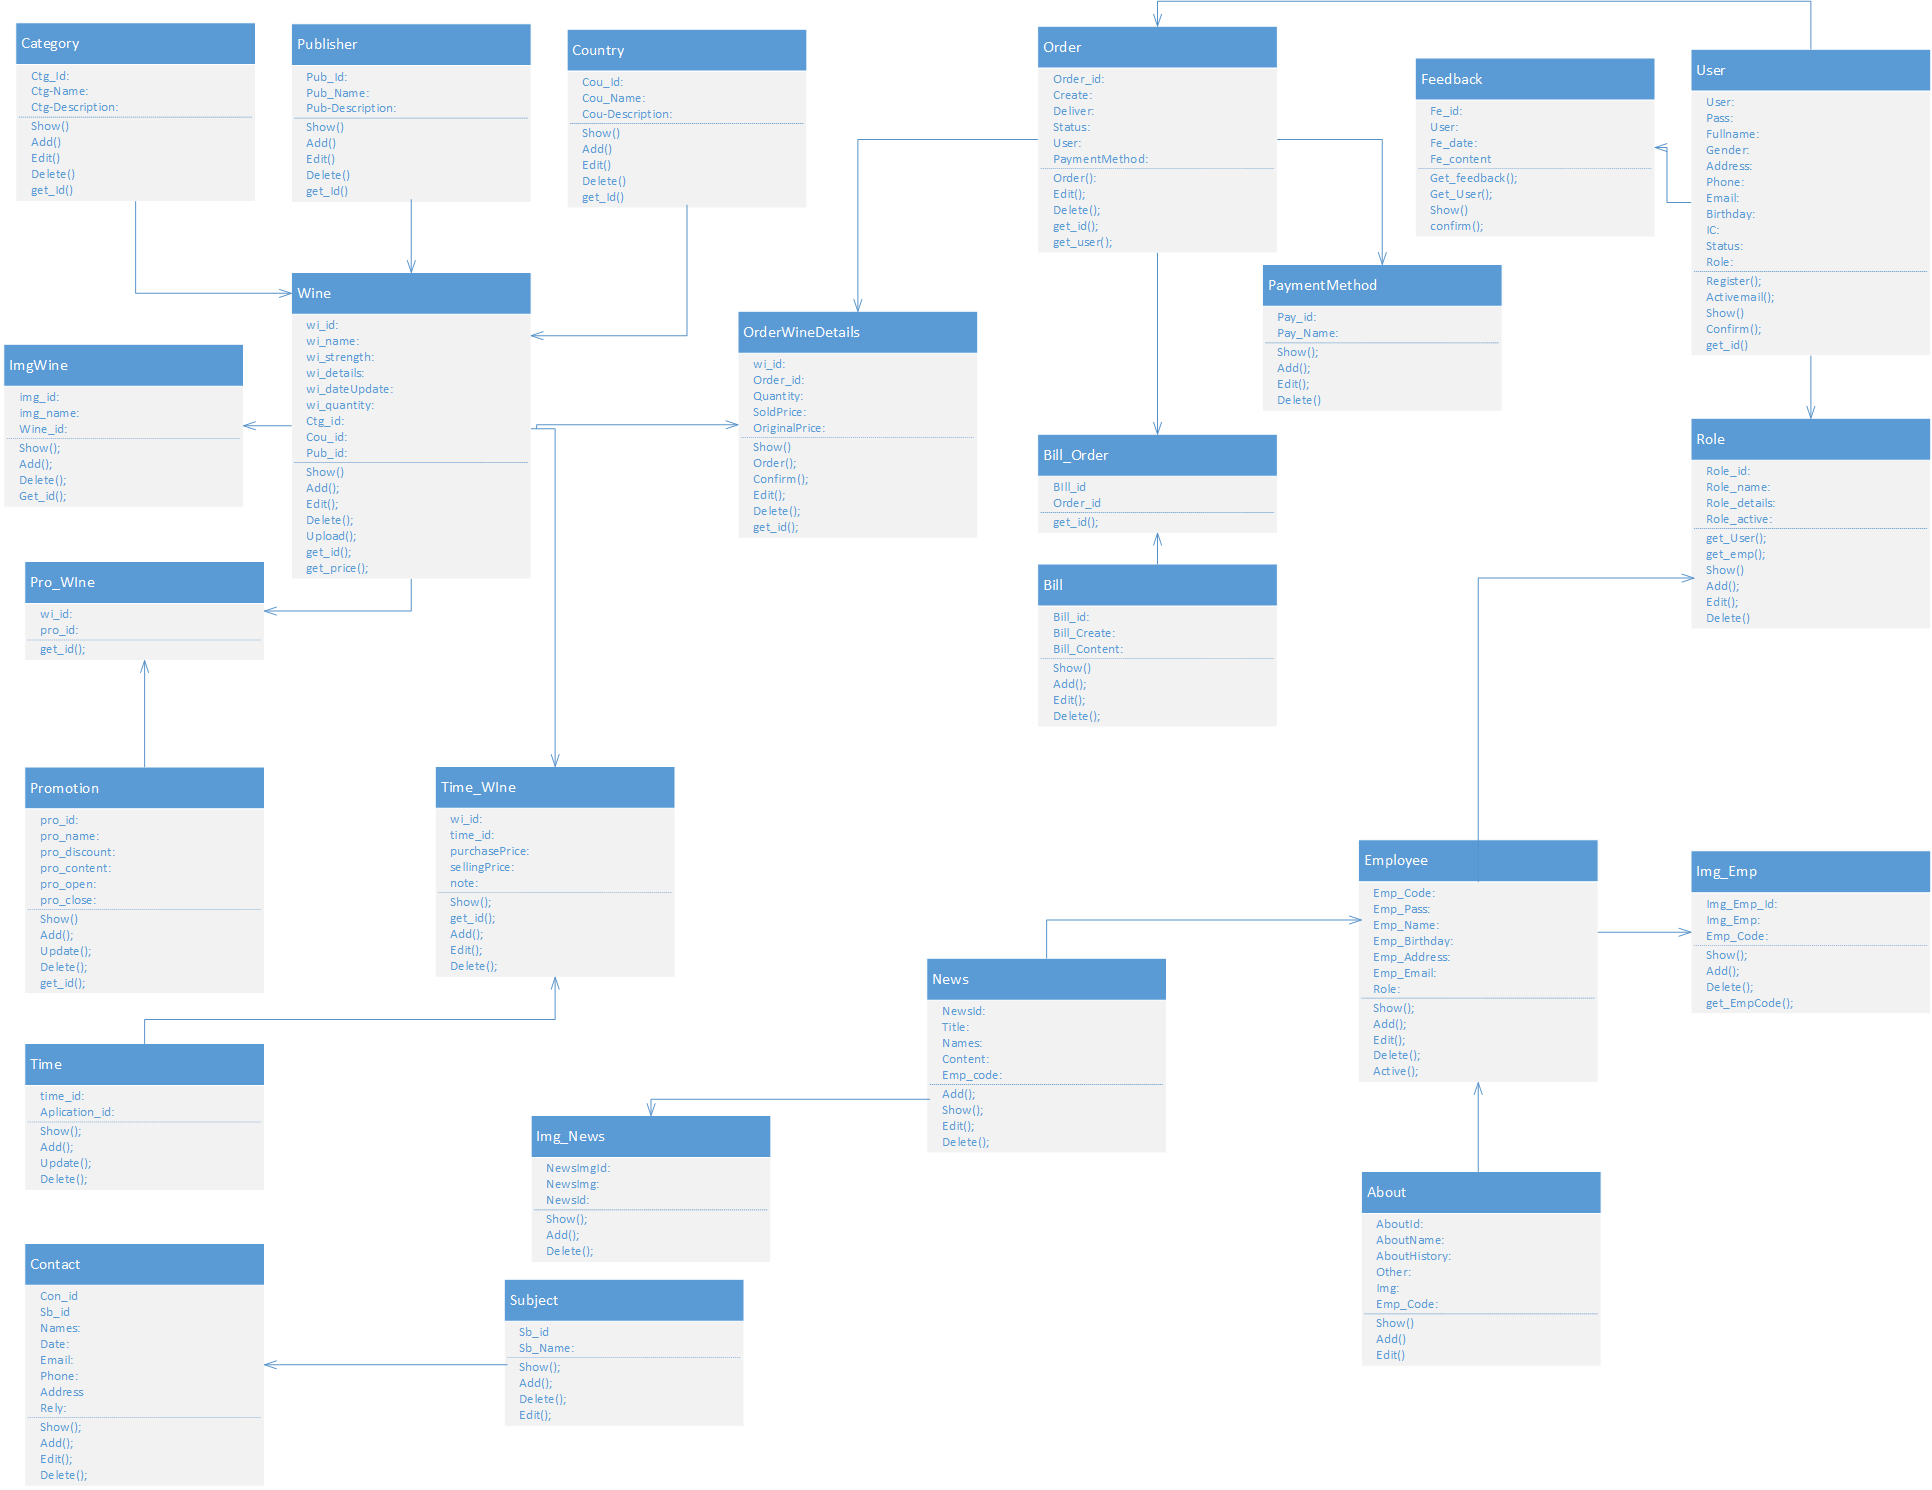 Category
Ctg_Id:
Ctg-Name:
Ctg-Description:
Show()
Add()
Edit()
Delete()
get_Id()
Publisher
Pub_Id:
Pub_Name:
Pub-Description:
Show()
Add()
Edit()
Delete()
get_Id()
Country
Cou_Id:
Cou_Name:
Cou-Description:
Show()
Add()
Edit()
Delete()
get_Id()
Order
Order_id:
Create:
Deliver:
Status:
User:
PaymentMethod:
Order():
Edit();
Delete();
get_id();
get_user();
Feedback
Fe_id:
User:
Fe_date:
Fe_content
Get_feedback();
Get_User();
Show()
confirm();
User
User:
Pass:
Fullname:
Gender:
Address:
Phone:
Email:
Birthday:
IC:
Status:
Role:
Register();
Activemail();
Show()
Confirm();
get_id()
Wine
wi_id:
wi_name:
wi_strength:
wi_details:
wi_dateUpdate:
wi_quantity:
Ctg_id:
Cou_id:
Pub_id:
Show()
Add();
Edit();
Delete();
Upload();
get_id();
get_price();
ImgWine
img_id:
img_name:
Wine_id:
Show();
Add();
Delete();
Get_id();
OrderWineDetails
wi_id:
Order_id:
Quantity:
SoldPrice:
OriginalPrice:
Show()
Order();
Confirm();
Edit();
Delete();
get_id();
PaymentMethod
Pay_id:
Pay_Name:
Show();
Add();
Edit();
Delete()
Bill_Order
BIll_id
Order_id
get_id();
Role
Role_id:
Role_name:
Role_details:
Role_active:
get_User();
get_emp();
Show()
Add();
Edit();
Delete()
Pro_WIne
wi_id:
pro_id:
get_id();
Bill
Bill_id:
Bill_Create:
Bill_Content:
Show()
Add();
Edit();
Delete();
Promotion
pro_id:
pro_name:
pro_discount:
pro_content:
pro_open:
pro_close:
Show()
Add();
Update();
Delete();
get_id();
Time_WIne
wi_id:
time_id:
purchasePrice:
sellingPrice:
note:
Show();
get_id();
Add();
Edit();
Delete();
Employee
Emp_Code:
Emp_Pass:
Emp_Name:
Emp_Birthday:
Emp_Address:
Emp_Email:
Role:
Show();
Add();
Edit();
Delete();
Active();
Img_Emp
Img_Emp_Id:
Img_Emp:
Emp_Code:
Show();
Add();
Delete();
get_EmpCode();
News
NewsId:
Title:
Names:
Content:
Emp_code:
Add();
Show();
Edit();
Delete();
Time
time_id:
Aplication_id:
Show();
Add();
Update();
Delete();
Img_News
NewsImgId:
NewsImg:
NewsId:
Show();
Add();
Delete();
About
AboutId:
AboutName:
AboutHistory:
Other:
Img:
Emp_Code:
Show()
Add()
Edit()
Contact
Con_id
Sb_id
Names:
Date:
Email:
Phone:
Address
Rely:
Show();
Add();
Edit();
Delete();
Subject
Sb_id
Sb_Name:
Show();
Add();
Delete();
Edit();